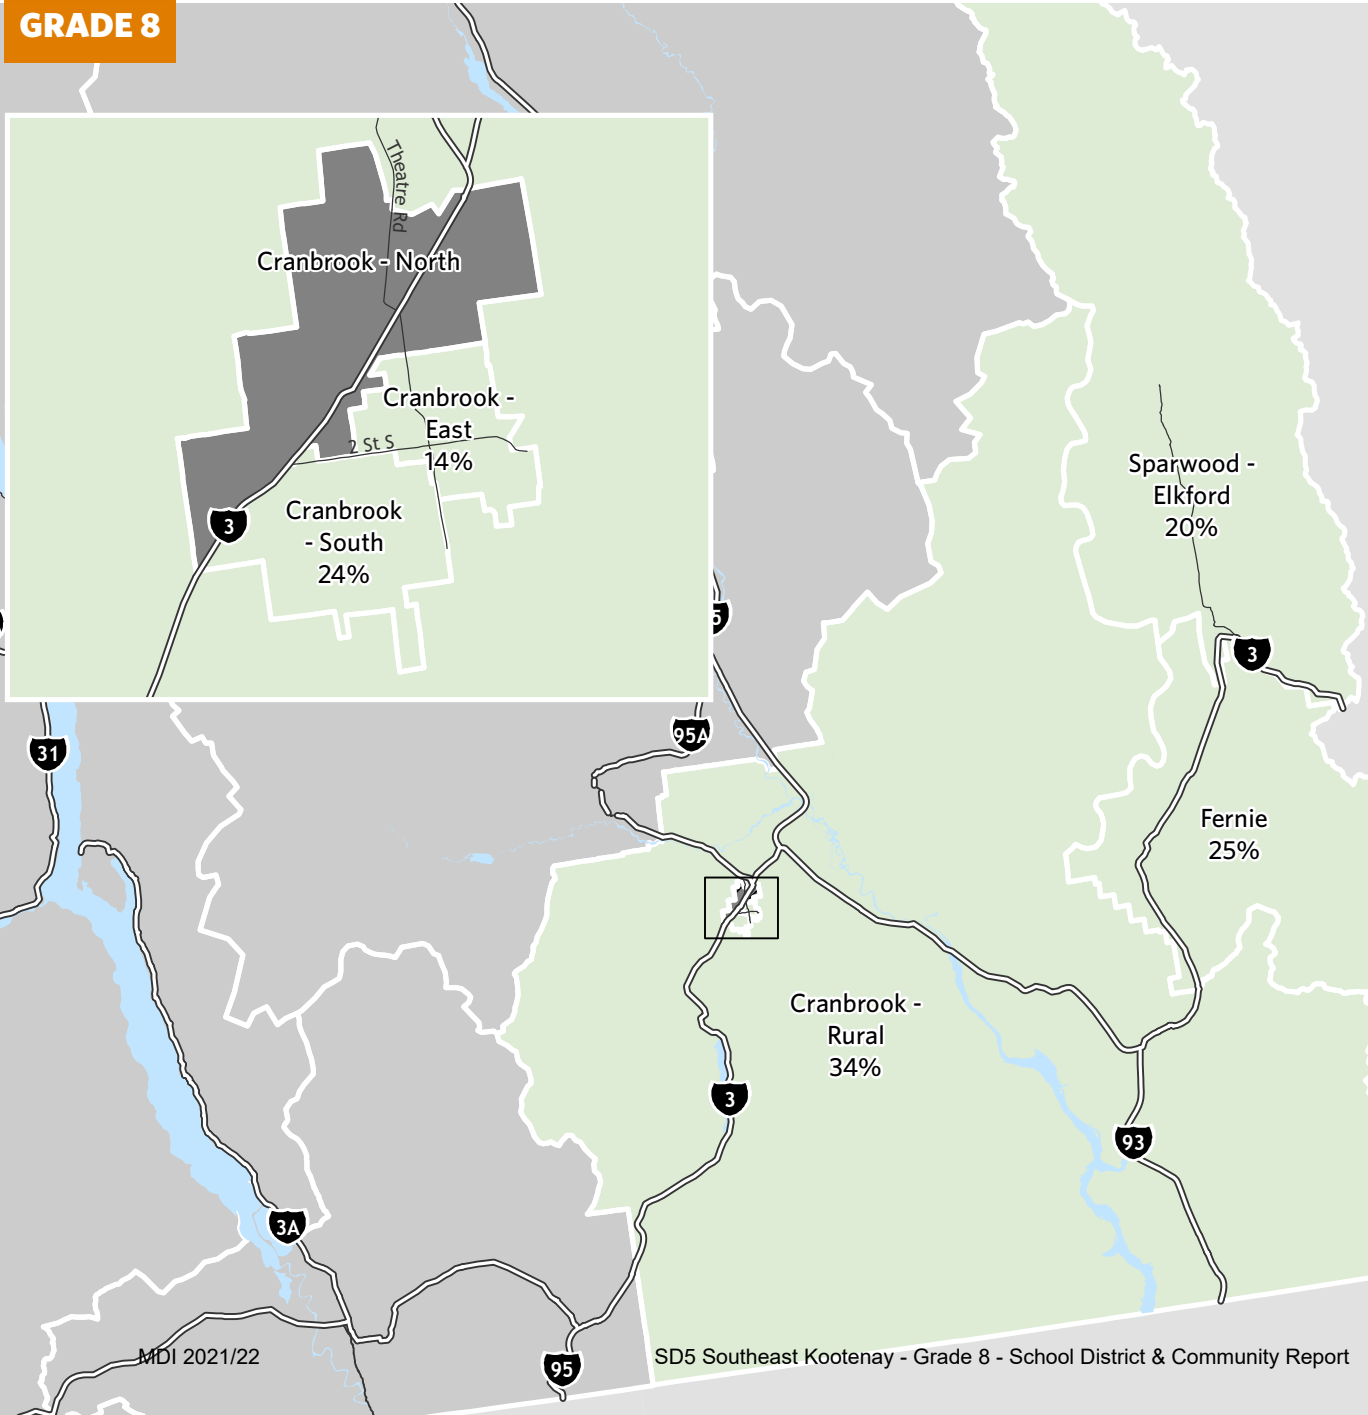 GRADE 8
Theatre Rd
Cranbrook - North
Cranbrook -
East
14%
2 St S
Cranbrook
- South
24%
3
Sparwood -
Elkford
20%
3
5
95A
31
Fernie
25%
Cranbrook -
Rural
34%
3
93
3A
95
MDI 2021/22
SD5 Southeast Kootenay - Grade 8 - School District & Community Report